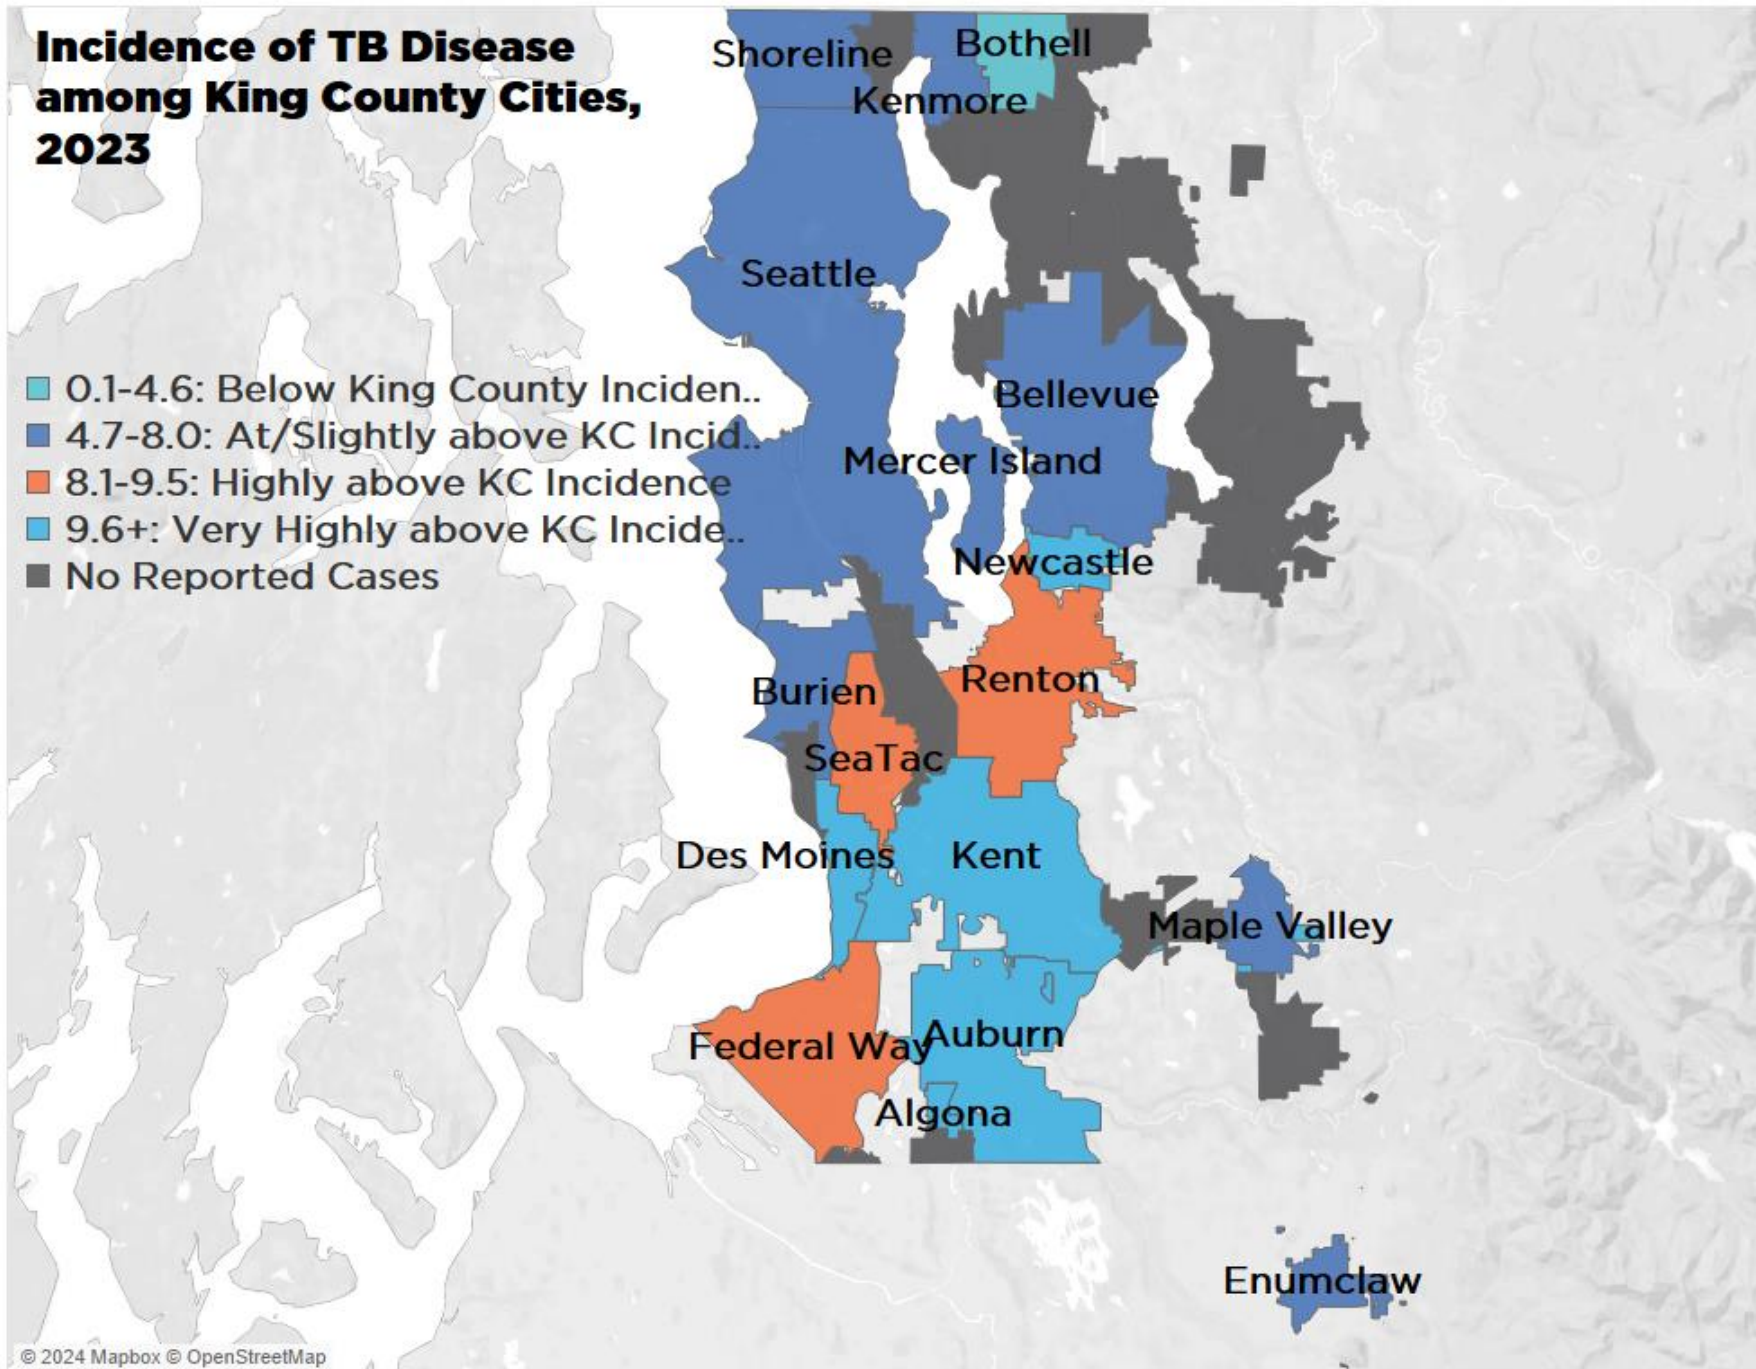 Incidence of TB Disease
among King County Cities,
2023
0.1-4.6: Below King County Inciden..
4.7-8.0: At/Slightly above KC Incid..
8.1-9.5: Highly above KC Incidence
9.6+: Very Highly above KC Incide..
No Reported Cases
Shoreline
Bothell
Kenmore
Seattle
Bellevue
Mercer Island
Newcastle
Renton
Burien
SeaTac
Des Moines
Kent
Maple Valley
Federal Way
Auburn
Algona
Enumclaw
© 2024 Mapbox © OpenStreetMap